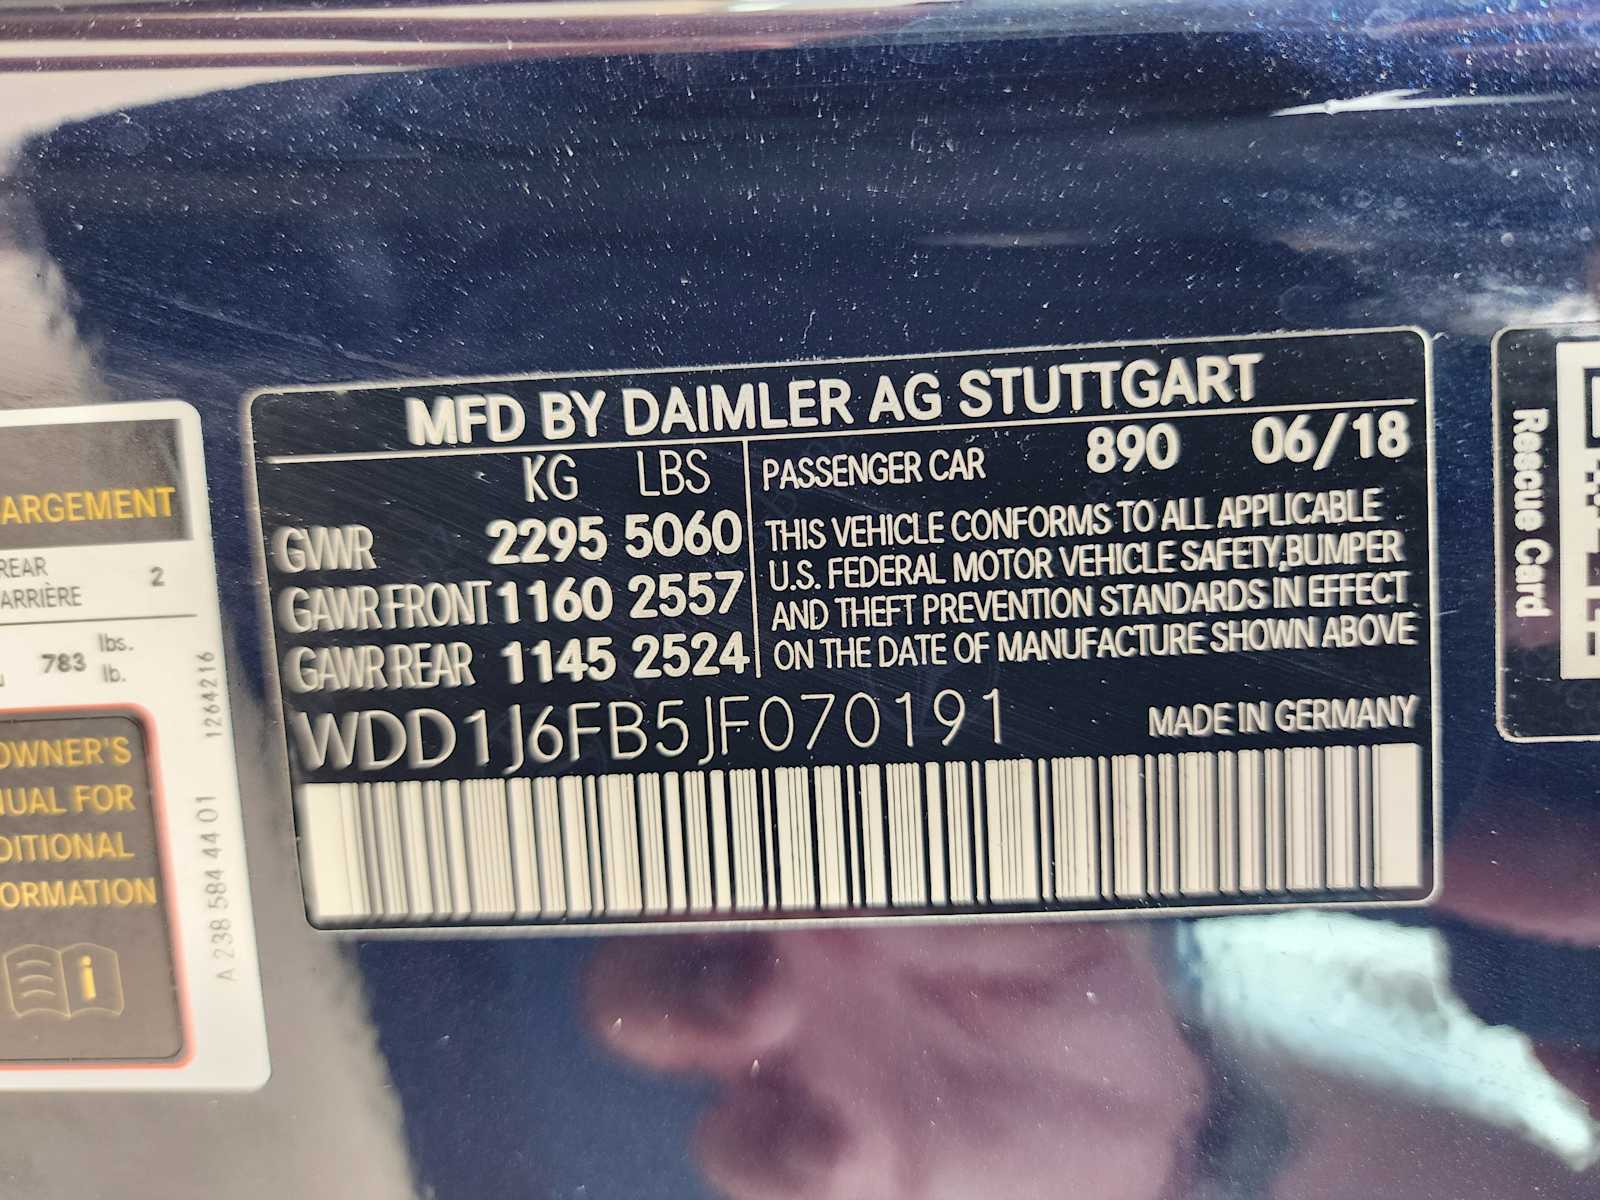 MFD BY DAIMLER AG STUTTGART
KG LBS
GVWR 2295 5060
GAWR FRONT 1160 2557
GAWR REAR 1145 2524
PASSENGER CAR 890 06/18
THIS VEHICLE CONFORMS TO ALL APPLICABLE
U.S. FEDERAL MOTOR VEHICLE SAFETY,BUMPER
AND THEFT PREVENTION STANDARDS IN EFFECT
ON THE DATE OF MANUFACTURE SHOWN ABOVE
WDD1J6FB5JF070191
MADE IN GERMANY
ARGEMENT
REAR
ARRIÈRE 2
783 lbs.
lb.
OWNER'S
NUAL FOR
DITIONAL
ORMATION
i
1264216
A 238 584 44 01
Rescue Card